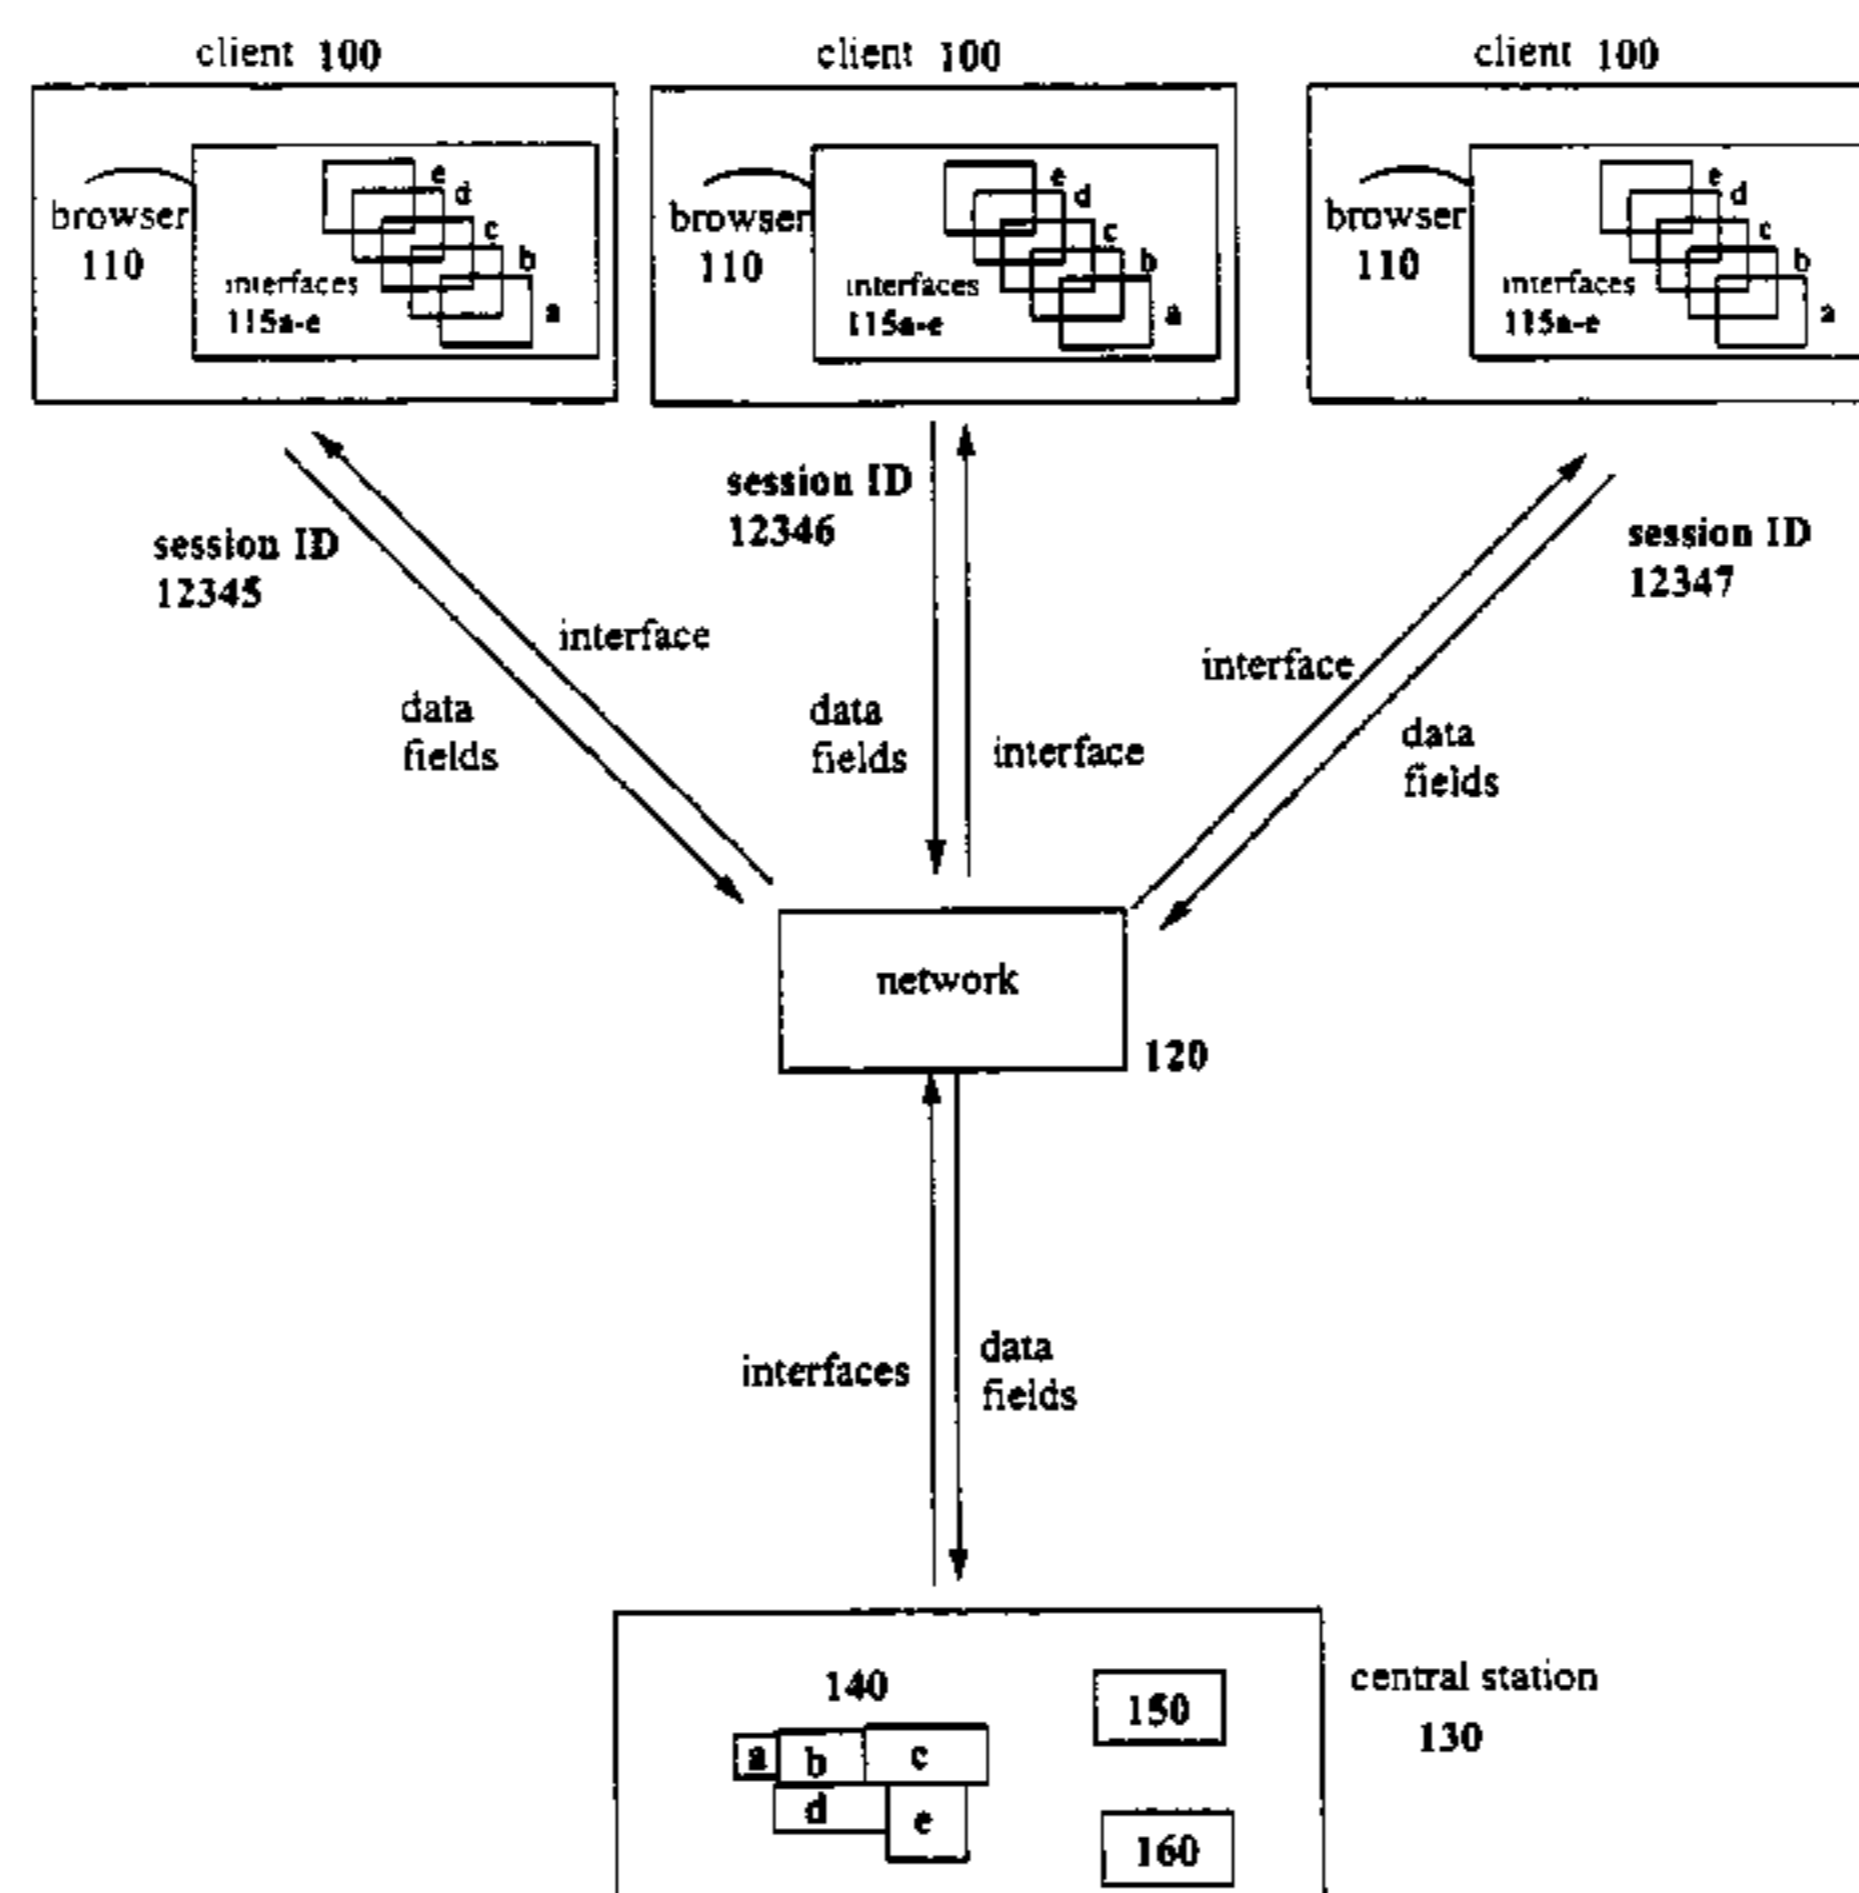 client 100
client 100
client 100
e
d
c
b
a
browser
110
interfaces
115a-e
e
d
c
b
a
browser
110
interfaces
115a-e
e
d
c
b
a
browser
110
interfaces
115a-e
session ID
12345
session ID
12346
session ID
12347
interface
data
fields
data
fields
interface
interface
data
fields
network
120
interfaces
data
fields
140
a b c
d e
150
160
central station
130